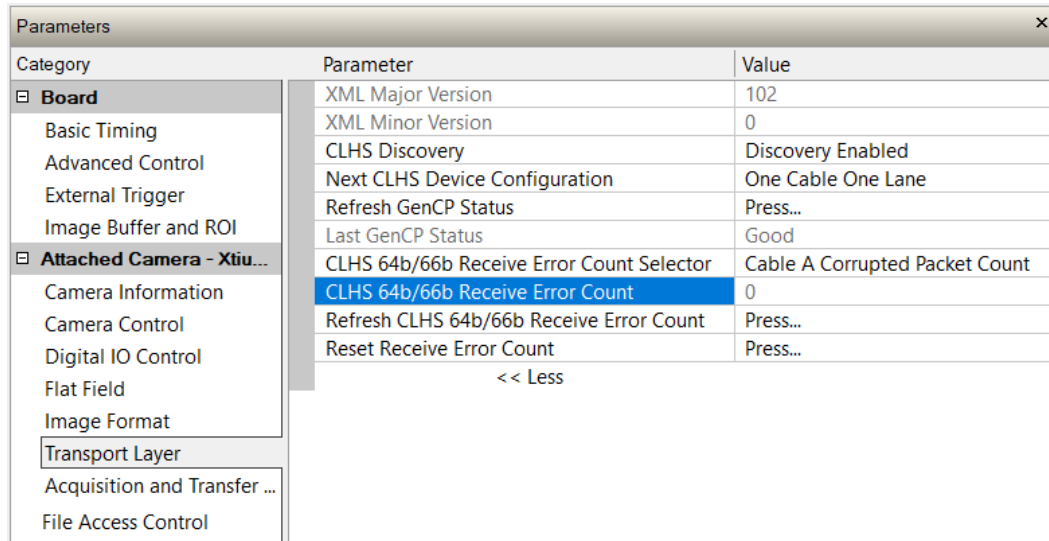 Parameters ×
Category Parameter Value
Board XML Major Version 102
Basic Timing XML Minor Version 0
Advanced Control CLHS Discovery Discovery Enabled
External Trigger Next CLHS Device Configuration One Cable One Lane
Image Buffer and ROI Refresh GenCP Status Press...
Attached Camera - Xtiu... Last GenCP Status Good
Camera Information CLHS 64b/66b Receive Error Count Selector Cable A Corrupted Packet Count
Camera Control CLHS 64b/66b Receive Error Count 0
Digital IO Control Refresh CLHS 64b/66b Receive Error Count Press...
Flat Field Reset Receive Error Count Press...
Image Format << Less
Transport Layer
Acquisition and Transfer ...
File Access Control